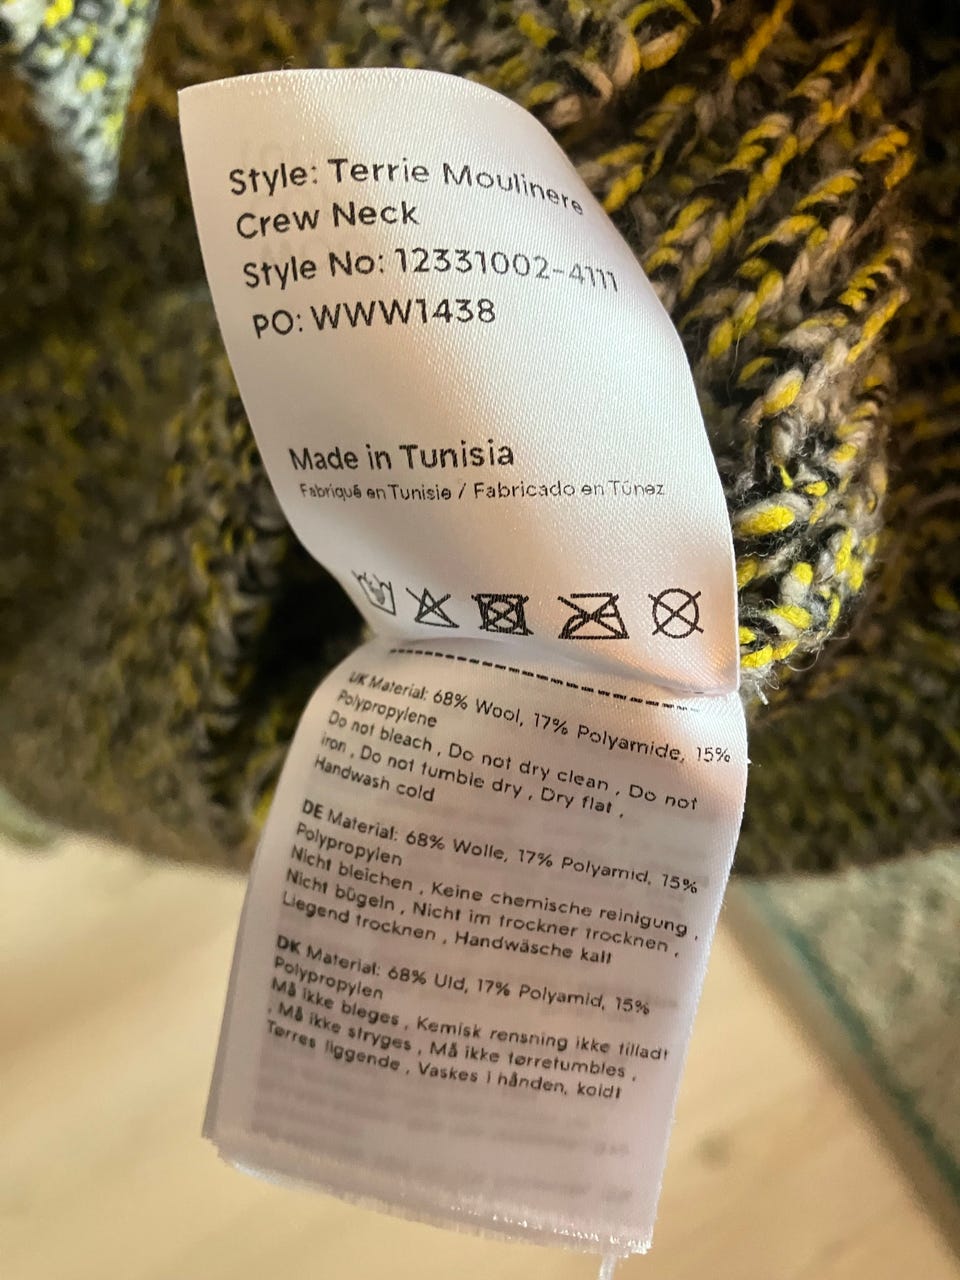 Style: Terrie Moulinere
Crew Neck
Style No: 12331002-4111
PO: WWW1438
Made in Tunisia
Fabriqué en Tunisie / Fabricado en Túnez
UK Material: 68% Wool, 17% Polyamide, 15%
Polypropylene
Do not bleach , Do not dry clean , Do not
iron , Do not tumble dry , Dry flat ,
Handwash cold
DE Material: 68% Wolle, 17% Polyamid, 15%
Polypropylen
Nicht bleichen , Keine chemische reinigung ,
Nicht bügeln , Nicht im trockner trocknen ,
Liegend trocknen , Handwäsche kalt
DK Material: 68% Uld, 17% Polyamid, 15%
Polypropylen
Må ikke bleges , Kemisk rensning ikke tilladt
, Må ikke stryges , Må ikke tørretumbles ,
Tørres liggende , Vaskes i hånden, koldt